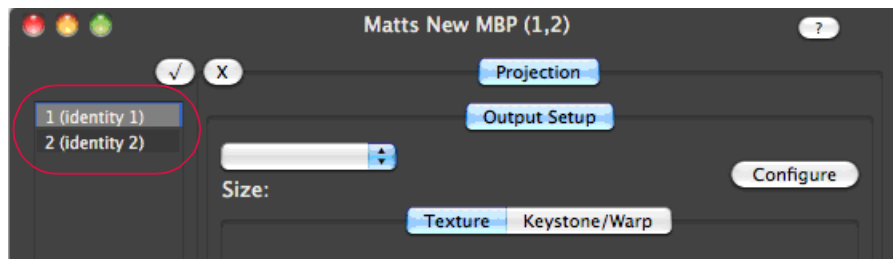 Matts New MBP (1,2)
?
√ X Projection
1 (identity 1)
2 (identity 2)
Output Setup
Configure
Size:
Texture Keystone/Warp